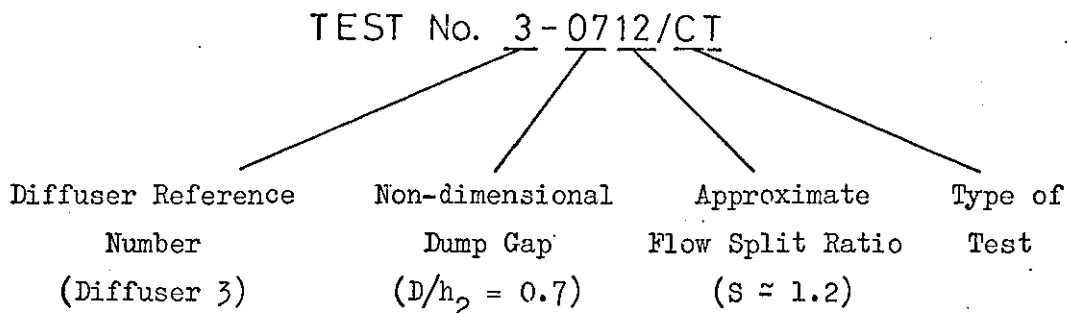 TEST No. 3-0712/CT
Diffuser Reference Non-dimensional Approximate Type of
Number Dump Gap Flow Split Ratio Test
(Diffuser 3) (D/h₂ = 0.7) (S ≃ 1.2)